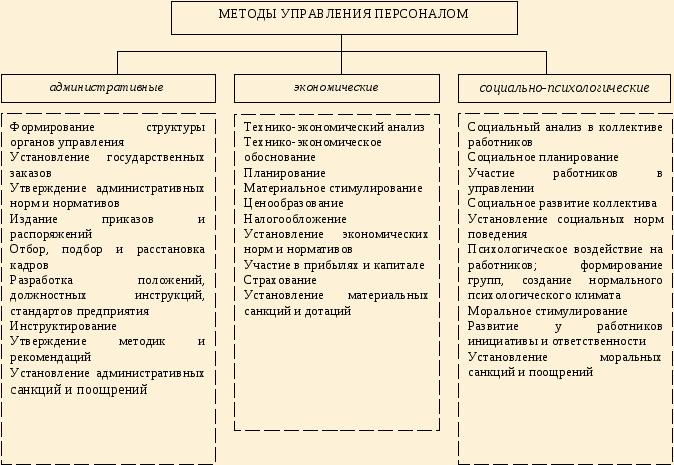 МЕТОДЫ УПРАВЛЕНИЯ ПЕРСОНАЛОМ
административные
Формирование структуры
органов управления
Установление государственных
заказов
Утверждение административных
норм и нормативов
Издание приказов и
распоряжений
Отбор, подбор и расстановка
кадров
Разработка положений,
должностных инструкций,
стандартов предприятия
Инструктирование
Утверждение методик и
рекомендаций
Установление административных
санкций и поощрений
экономические
Технико-экономический анализ
Технико-экономическое
обоснование
Планирование
Материальное стимулирование
Ценообразование
Налогообложение
Установление экономических
норм и нормативов
Участие в прибылях и капитале
Страхование
Установление материальных
санкций и дотаций
социально-психологические
Социальный анализ в коллективе
работников
Социальное планирование
Участие работников в
управлении
Социальное развитие коллектива
Установление социальных норм
поведения
Психологическое воздействие на
работников; формирование
групп, создание нормального
психологического климата
Моральное стимулирование
Развитие у работников
инициативы и ответственности
Установление моральных
санкций и поощрений